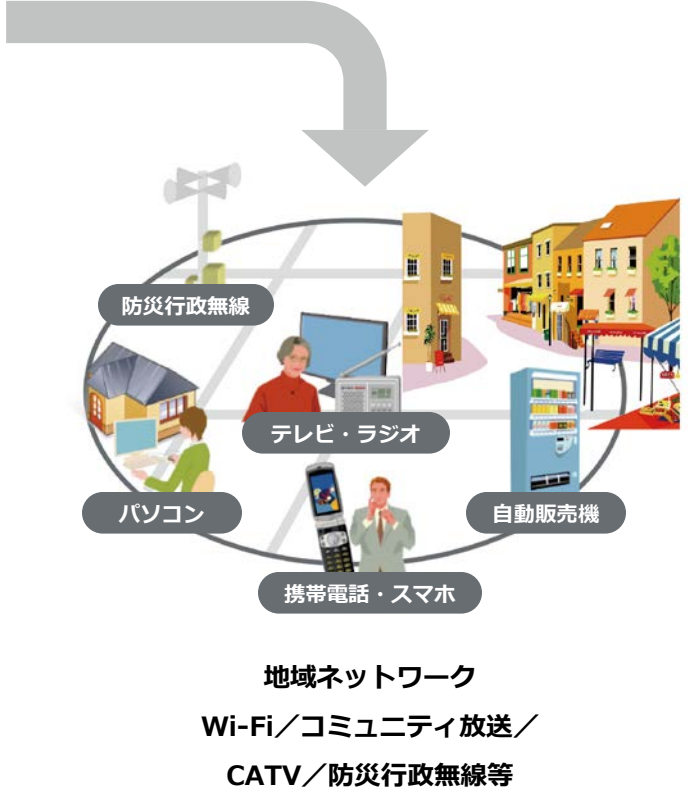 防災行政無線
テレビ・ラジオ
パソコン
自動販売機
携帯電話・スマホ
地域ネットワーク
Wi-Fi／コミュニティ放送／
CATV／防災行政無線等